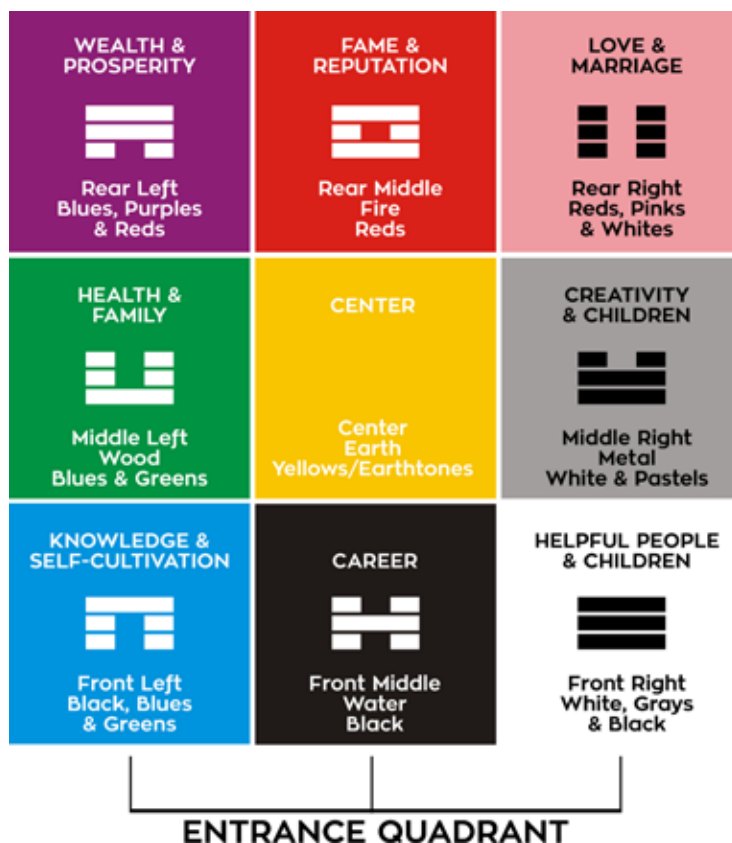 WEALTH &
PROSPERITY
Rear Left
Blues, Purples
& Reds
FAME &
REPUTATION
Rear Middle
Fire
Reds
LOVE &
MARRIAGE
Rear Right
Reds, Pinks
& Whites
HEALTH &
FAMILY
Middle Left
Wood
Blues & Greens
CENTER
Center
Earth
Yellows/Earthtones
CREATIVITY
& CHILDREN
Middle Right
Metal
White & Pastels
KNOWLEDGE &
SELF-CULTIVATION
Front Left
Black, Blues
& Greens
CAREER
Front Middle
Water
Black
HELPFUL PEOPLE
& CHILDREN
Front Right
White, Grays
& Black
ENTRANCE QUADRANT